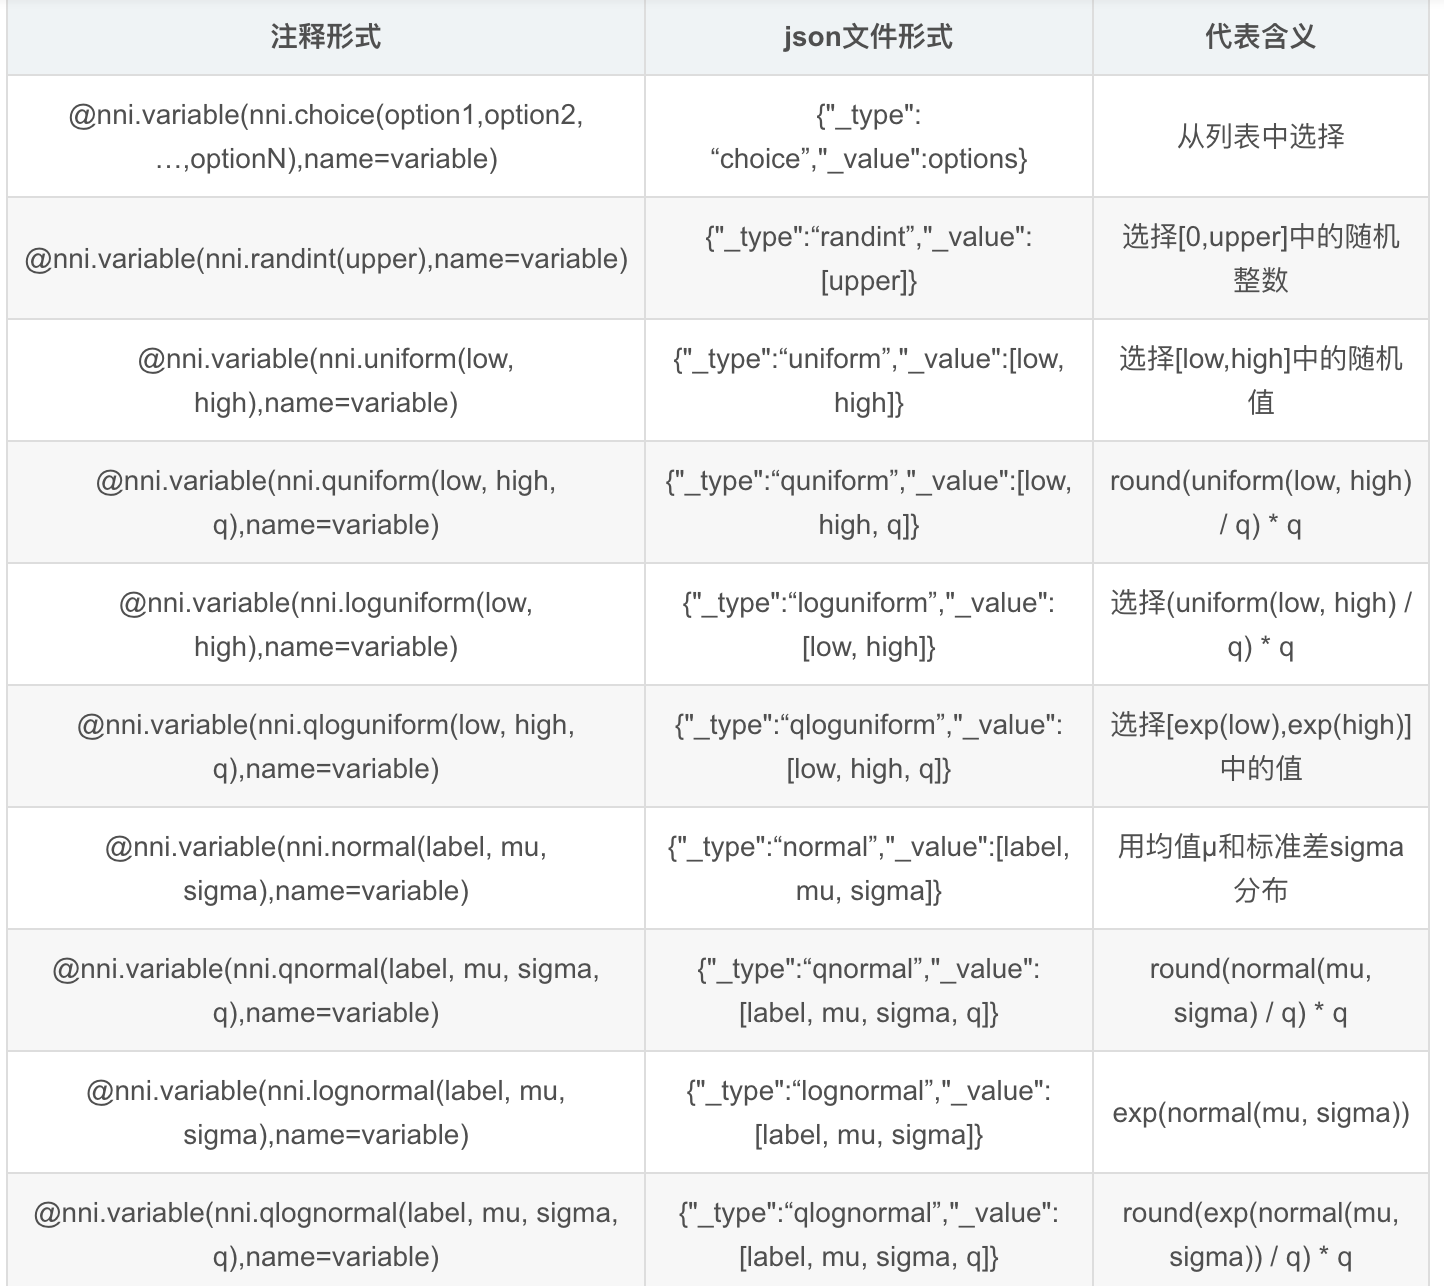 注释形式
json文件形式
代表含义
@nni.variable(nni.choice(option1,option2,
…,optionN),name=variable)
{"_type":
“choice”,"_value":options}
从列表中选择
@nni.variable(nni.randint(upper),name=variable)
{"_type":“randint”,"_value":
[upper]}
选择[0,upper]中的随机
整数
@nni.variable(nni.uniform(low,
high),name=variable)
{"_type":“uniform”,"_value":[low,
high]}
选择[low,high]中的随机
值
@nni.variable(nni.quniform(low, high,
q),name=variable)
{"_type":“quniform”,"_value":[low,
high, q]}
round(uniform(low, high)
/ q) * q
@nni.variable(nni.loguniform(low,
high),name=variable)
{"_type":“loguniform”,"_value":
[low, high]}
选择(uniform(low, high) /
q) * q
@nni.variable(nni.qloguniform(low, high,
q),name=variable)
{"_type":“qloguniform”,"_value":
[low, high, q]}
选择[exp(low),exp(high)]
中的值
@nni.variable(nni.normal(label, mu,
sigma),name=variable)
{"_type":“normal”,"_value":[label,
mu, sigma]}
用均值μ和标准差sigma
分布
@nni.variable(nni.qnormal(label, mu, sigma,
q),name=variable)
{"_type":“qnormal”,"_value":
[label, mu, sigma, q]}
round(normal(mu,
sigma) / q) * q
@nni.variable(nni.lognormal(label, mu,
sigma),name=variable)
{"_type":“lognormal”,"_value":
[label, mu, sigma]}
exp(normal(mu, sigma))
@nni.variable(nni.qlognormal(label, mu, sigma,
q),name=variable)
{"_type":“qlognormal”,"_value":
[label, mu, sigma, q]}
round(exp(normal(mu,
sigma)) / q) * q